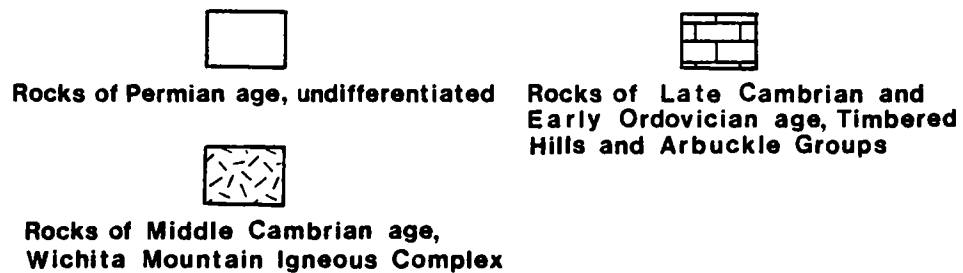 Rocks of Permian age, undifferentiated
Rocks of Late Cambrian and
Early Ordovician age, Timbered
Hills and Arbuckle Groups
Rocks of Middle Cambrian age,
Wichita Mountain Igneous Complex